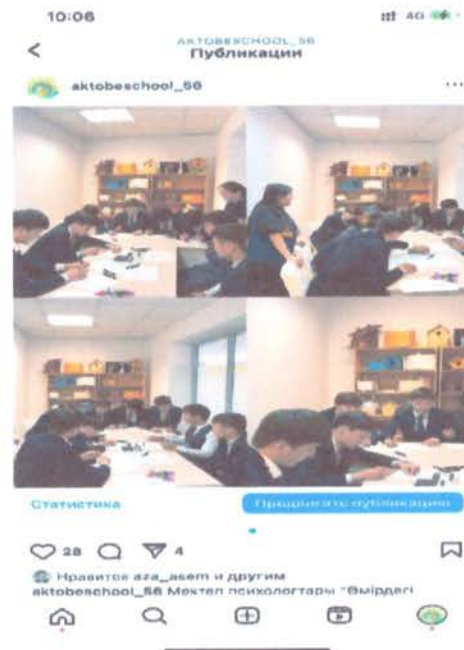 10:06
4G
AKTOBESCHOOL_56
Публикации
aktobeschool_56
Статистика
Продвигать публикацию
28
4
Нравится aza_asem и другим
aktobeschool_56 Мектеп психологтары "Өмірдегі